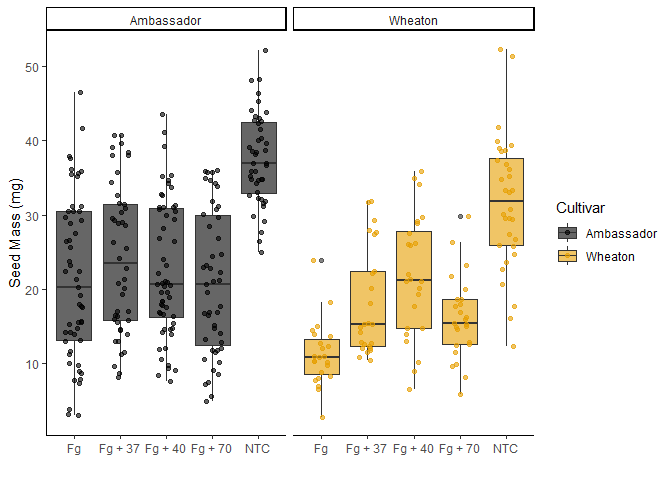 Ambassador Wheaton
50
40
30
20
10
Seed Mass (mg)
Fg Fg + 37 Fg + 40 Fg + 70 NTC Fg Fg + 37 Fg + 40 Fg + 70 NTC
Cultivar
Ambassador
Wheaton